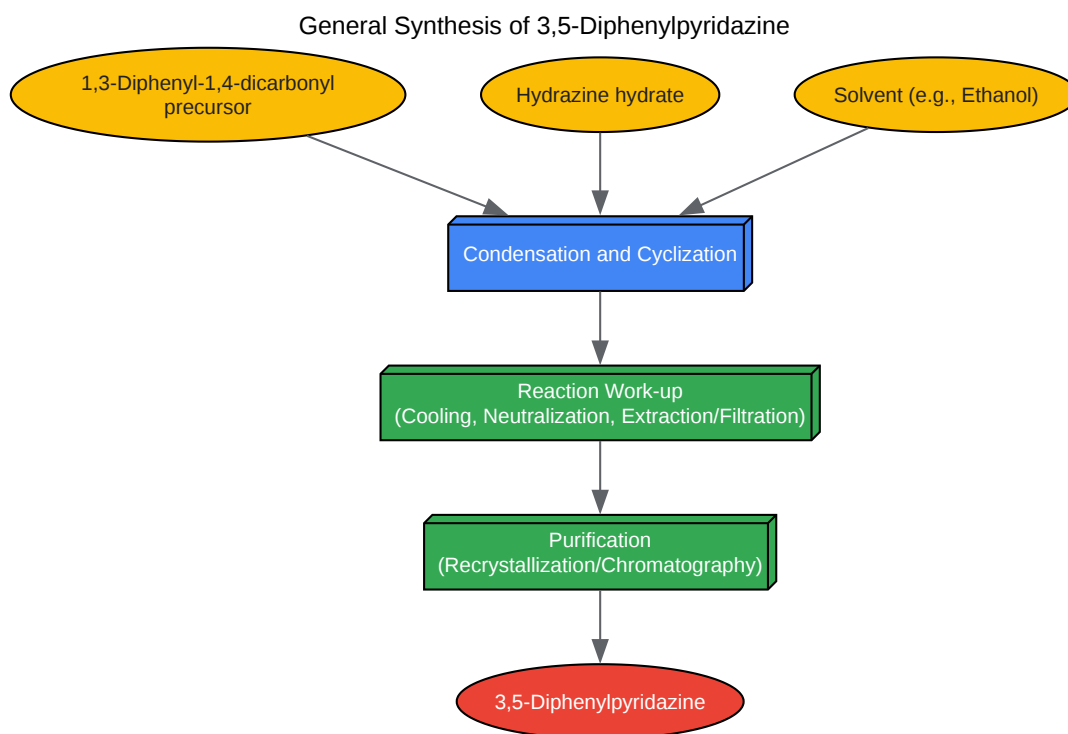 General Synthesis of 3,5-Diphenylpyridazine
1,3-Diphenyl-1,4-dicarbonyl
precursor
Hydrazine hydrate
Solvent (e.g., Ethanol)
Condensation and Cyclization
Reaction Work-up
(Cooling, Neutralization, Extraction/Filtration)
Purification
(Recrystallization/Chromatography)
3,5-Diphenylpyridazine